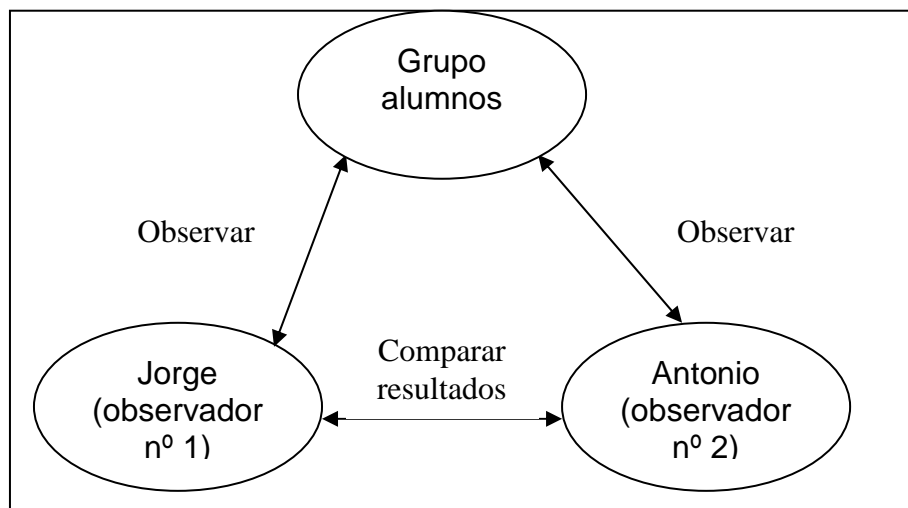 Grupo
alumnos
Observar
Observar
Comparar
resultados
Jorge
(observador
nº 1)
Antonio
(observador
nº 2)